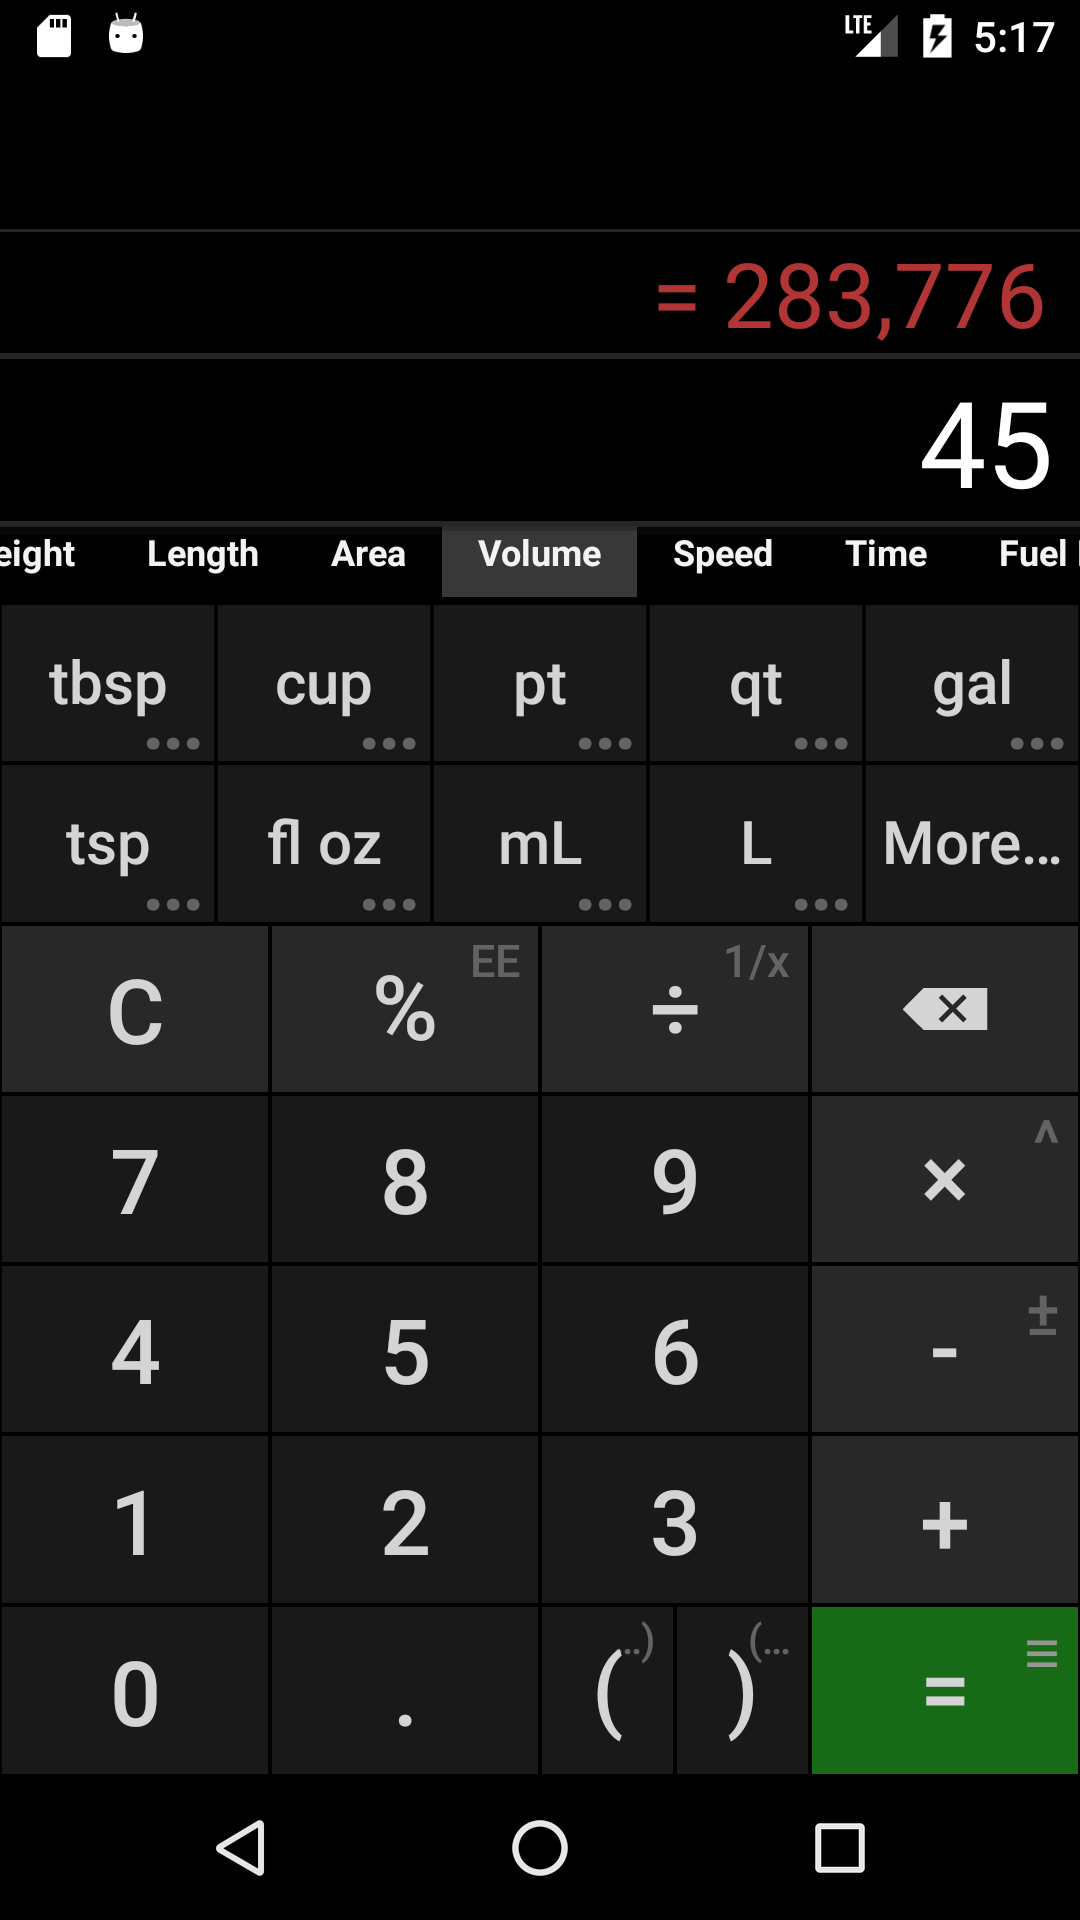 LTE 5:17
= 283,776
45
eight Length Area Volume Speed Time Fuel
tbsp cup pt qt gal
tsp fl oz mL L More...
C % EE ÷ 1/x
7 8 9 × ^
4 5 6 - ±
1 2 3 +
0 . ( ..) ) (... =